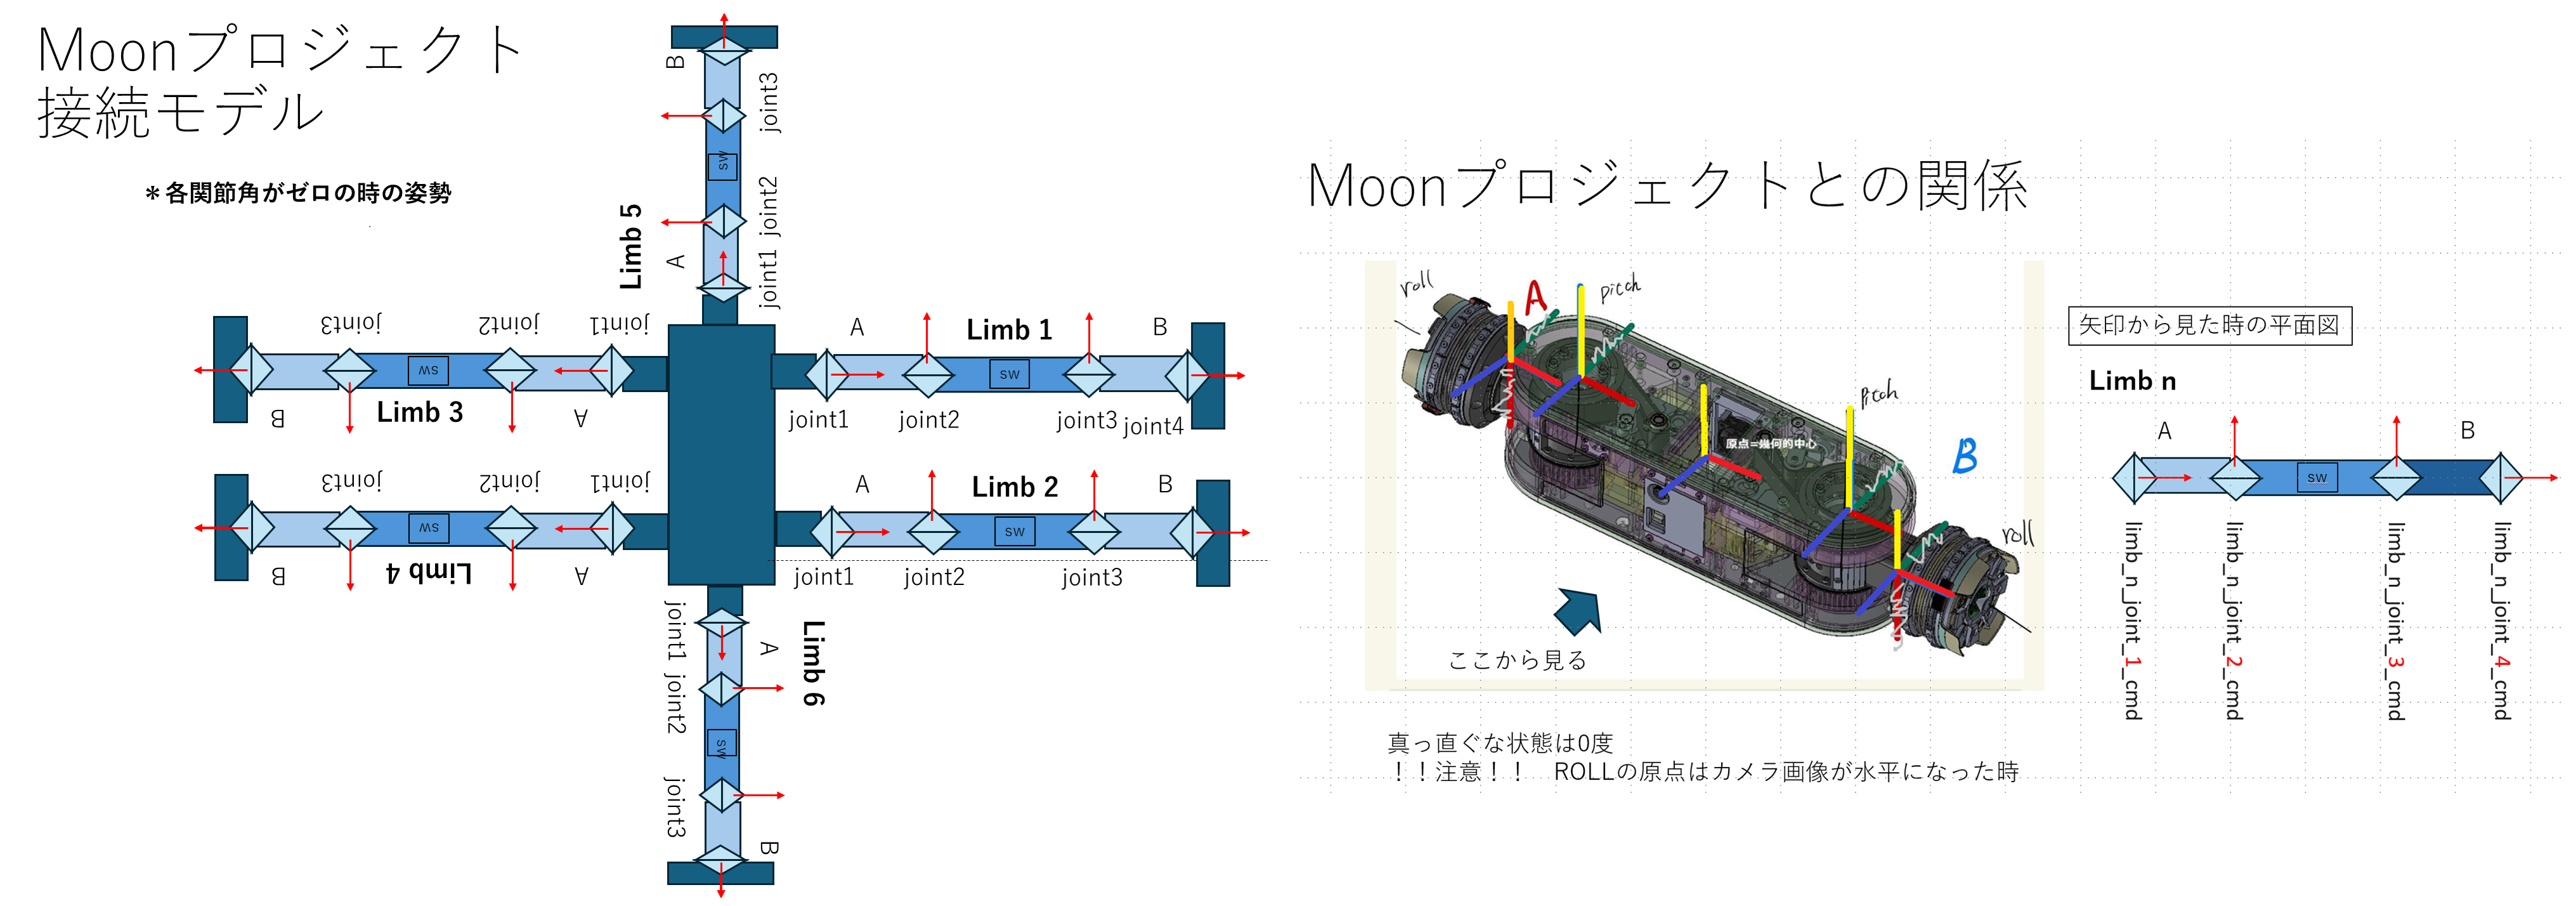 Moonプロジェクト
接続モデル
＊各関節角がゼロの時の姿勢
B
joint3
SW
joint2
Limb 5
A
joint1
joint3
joint2
joint1
SW
B
Limb 3
A
A
Limb 1
B
SW
joint1
joint2
joint3
joint4
joint3
joint2
joint1
SW
B
Limb 4
A
A
Limb 2
B
SW
joint1
joint2
joint3
joint1
A
Limb 6
joint2
SW
joint3
B
Moonプロジェクトとの関係
roll
A
pitch
pitch
原点=幾何的中心
B
roll
ここから見る
真っ直ぐな状態は0度
！！注意！！　ROLLの原点はカメラ画像が水平になった時
矢印から見た時の平面図
Limb n
A
B
SW
limb_n_joint_1_cmd
limb_n_joint_2_cmd
limb_n_joint_3_cmd
limb_n_joint_4_cmd